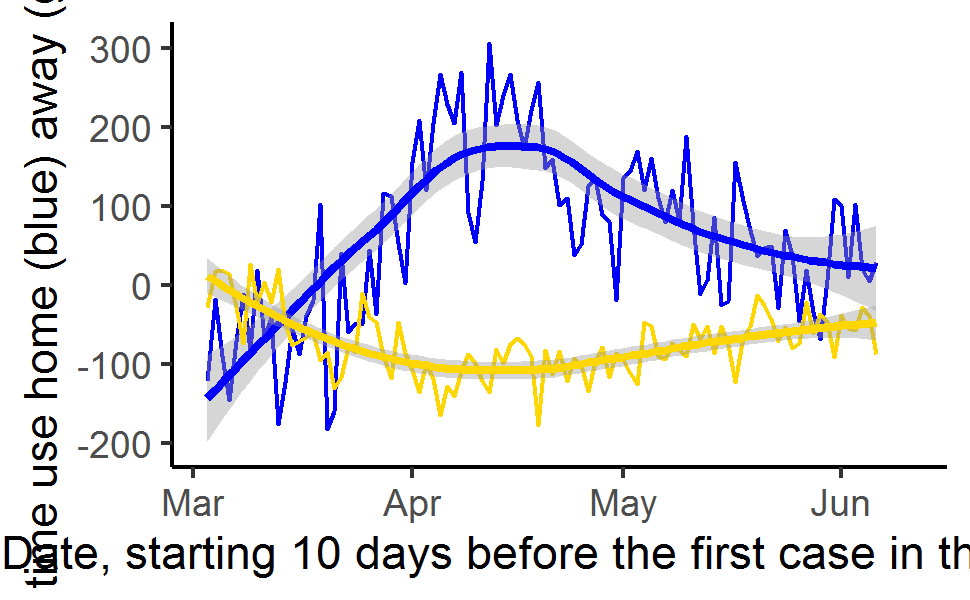 time use home (blue) away (
300
200
100
0
-100
-200
Mar Apr May Jun
Date, starting 10 days before the first case in th